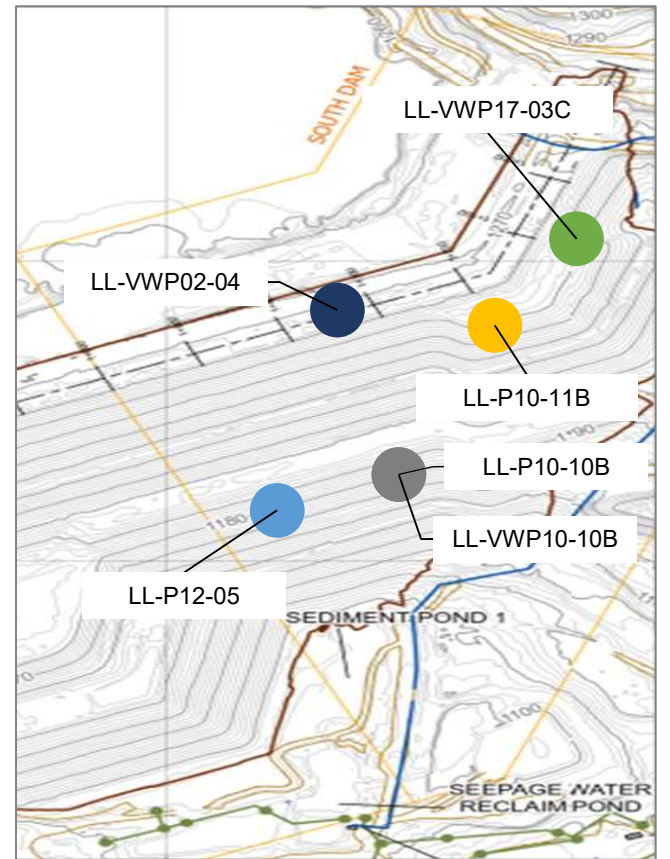 1300
1290
1260
SOUTH DAM
LL-VWP17-03C
1270
LL-VWP02-04
LL-P10-11B
LL-P10-10B
1180
LL-VWP10-10B
LL-P12-05
SEDIMENT POND 1
1100
SEEPAGE WATER
RECLAIM POND